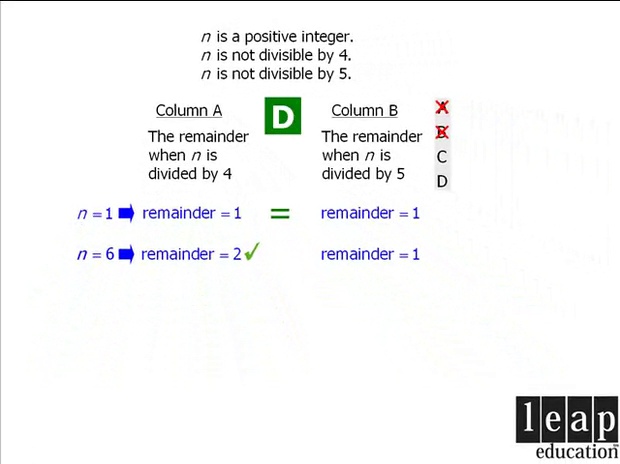 n is a positive integer.
n is not divisible by 4.
n is not divisible by 5.
Column A
D
Column B
A
B
C
D
The remainder
when n is
divided by 4
The remainder
when n is
divided by 5
n = 1 remainder = 1 = remainder = 1
n = 6 remainder = 2 ✓ remainder = 1
leap
education™